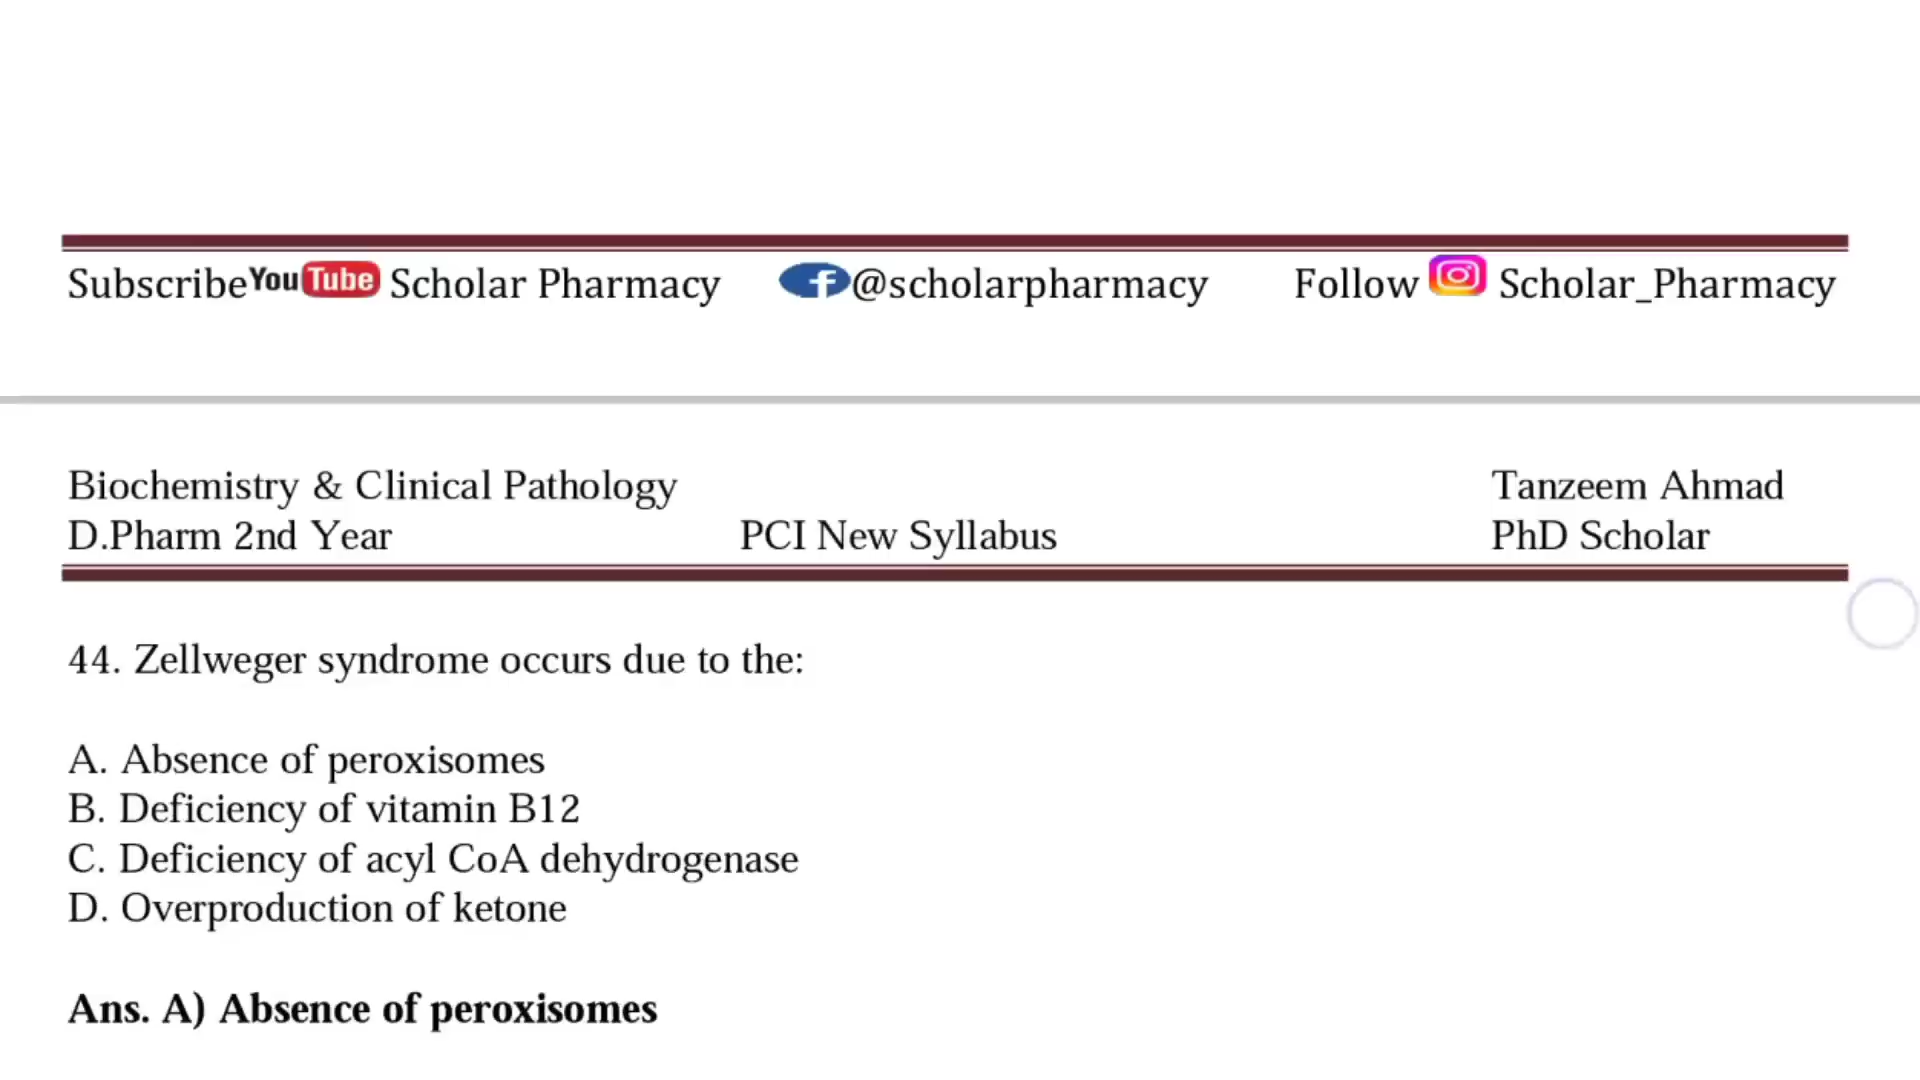 Subscribe YouTube Scholar Pharmacy @scholarpharmacy Follow Scholar_Pharmacy
Biochemistry & Clinical Pathology Tanzeem Ahmad
D.Pharm 2nd Year PCI New Syllabus PhD Scholar
44. Zellweger syndrome occurs due to the:
A. Absence of peroxisomes
B. Deficiency of vitamin B12
C. Deficiency of acyl CoA dehydrogenase
D. Overproduction of ketone
Ans. A) Absence of peroxisomes